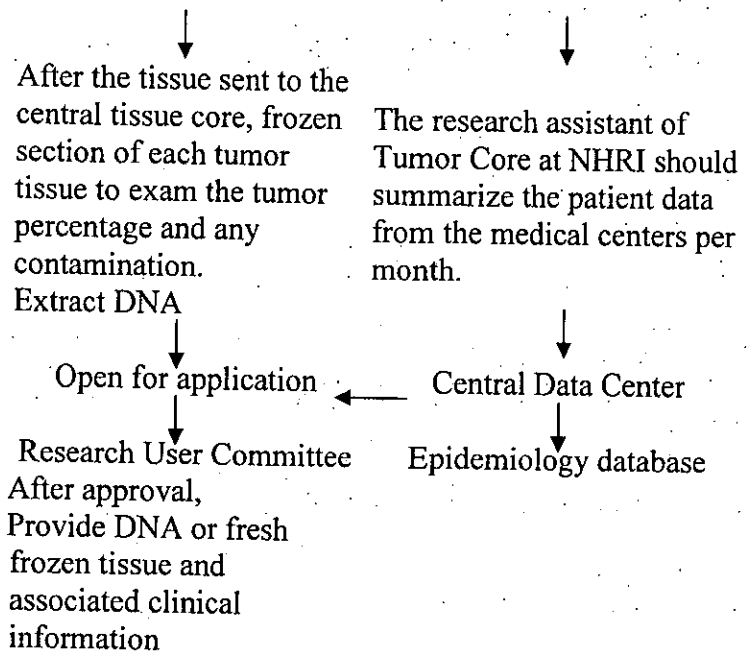 After the tissue sent to the
central tissue core, frozen
section of each tumor
tissue to exam the tumor
percentage and any
contamination.
Extract DNA
The research assistant of
Tumor Core at NHRI should
summarize the patient data
from the medical centers per
month.
Open for application
Central Data Center
Research User Committee
After approval,
Provide DNA or fresh
frozen tissue and
associated clinical
information
Epidemiology database